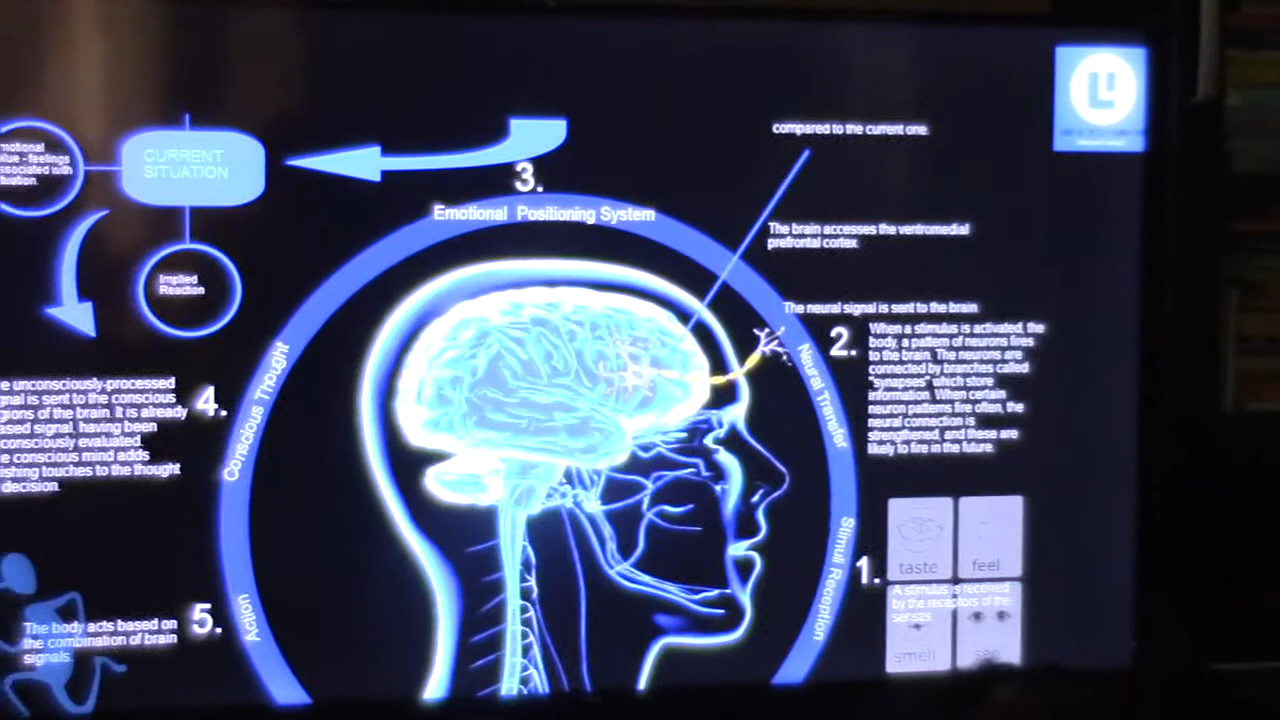 compared to the current one.
feelings
CURRENT
SITUATION
3.
Emotional Positioning System
The brain accesses the ventromedial
prefrontal cortex.
Implied
Reaction
The neural signal is sent to the brain
2.
When a stimulus is activated, the
body, a pattern of neurons fires
to the brain. The neurons are
connected by branches called
"synapses" which store
information. When certain
neuron patterns fire often, the
neural connection is
strengthened, and these are
likely to fire in the future.
Neural Transfer
Conscious Thought
4.
unconsciously-processed
is sent to the conscious
of the brain. It is already
signal, having been
evaluated.
conscious mind adds
touches to the thought
decision.
1.
Stimuli Reception
taste
feel
A stimulus is received
by the receptors of the
senses
smell
see
5.
Action
The body acts based on
the combination of brain
signals.